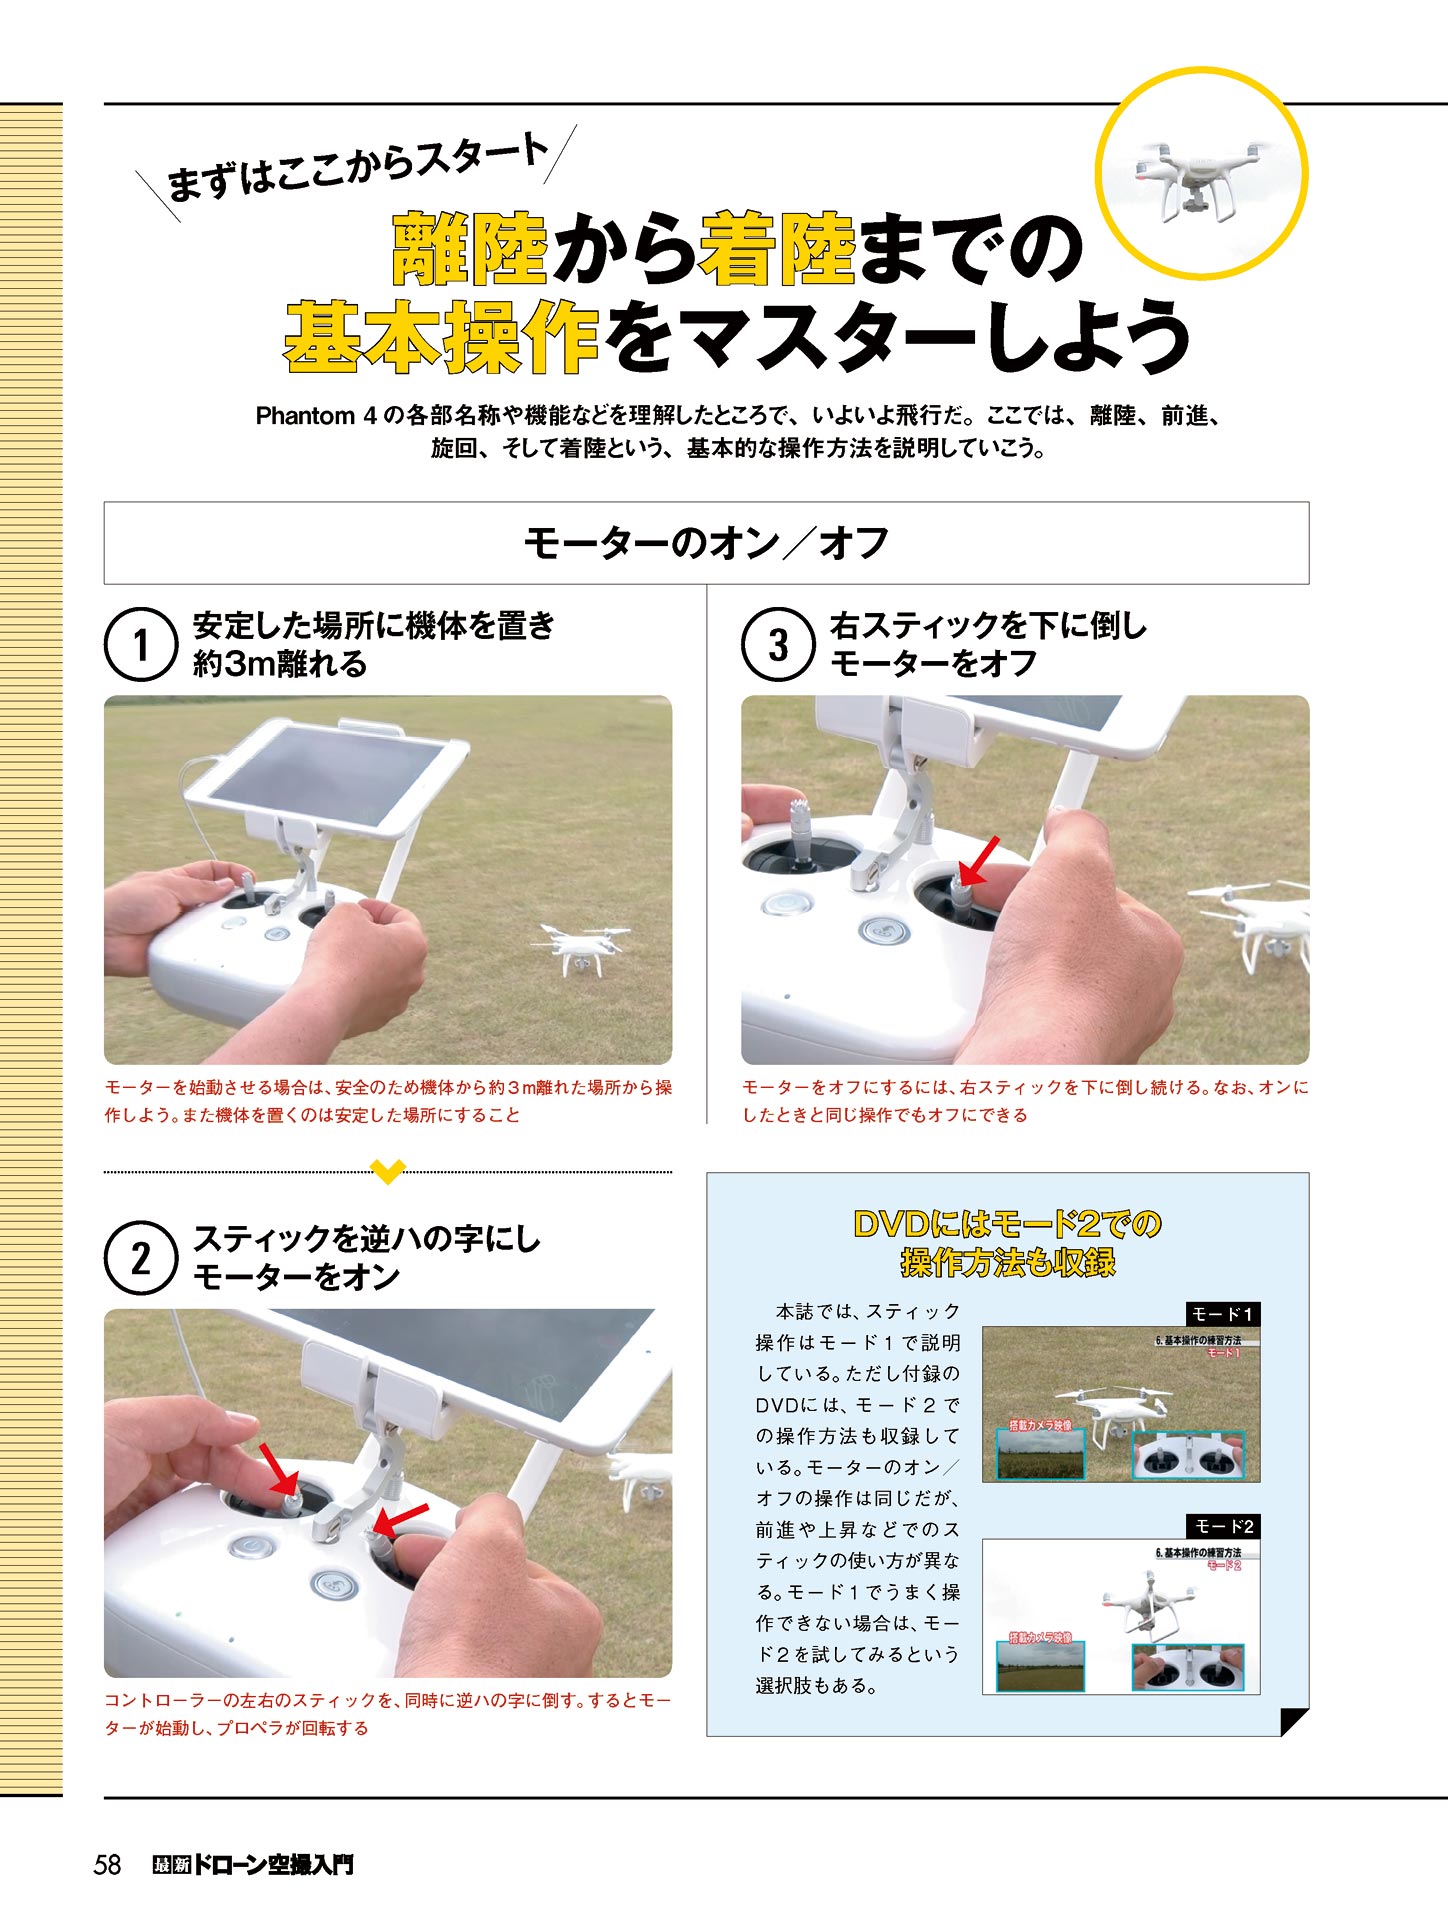 まずはここからスタート
離陸から着陸までの
基本操作をマスターしよう
Phantom 4 の各部名称や機能などを理解したところで、いよいよ飛行だ。ここでは、離陸、前進、
旋回、そして着陸という、基本的な操作方法を説明していこう。
モーターのオン／オフ
1
安定した場所に機体を置き
約3m離れる
モーターを始動させる場合は、安全のため機体から約３m離れた場所から操
作しよう。また機体を置くのは安定した場所にすること
2
スティックを逆ハの字にし
モーターをオン
コントローラーの左右のスティックを、同時に逆ハの字に倒す。するとモー
ターが始動し、プロペラが回転する
3
右スティックを下に倒し
モーターをオフ
モーターをオフにするには、右スティックを下に倒し続ける。なお、オンに
したときと同じ操作でもオフにできる
DVDにはモード2での
操作方法も収録
本誌では、スティック
操作はモード１で説明
している。ただし付録の
DVDには、モード２で
の操作方法も収録して
いる。モーターのオン／
オフの操作は同じだが、
前進や上昇などでのス
ティックの使い方が異な
る。モード１でうまく操
作できない場合は、モー
ド２を試してみるという
選択肢もある。
モード1
6. 基本操作の練習方法
モード1
搭載カメラ映像
モード2
6. 基本操作の練習方法
モード2
搭載カメラ映像
58 最新ドローン空撮入門